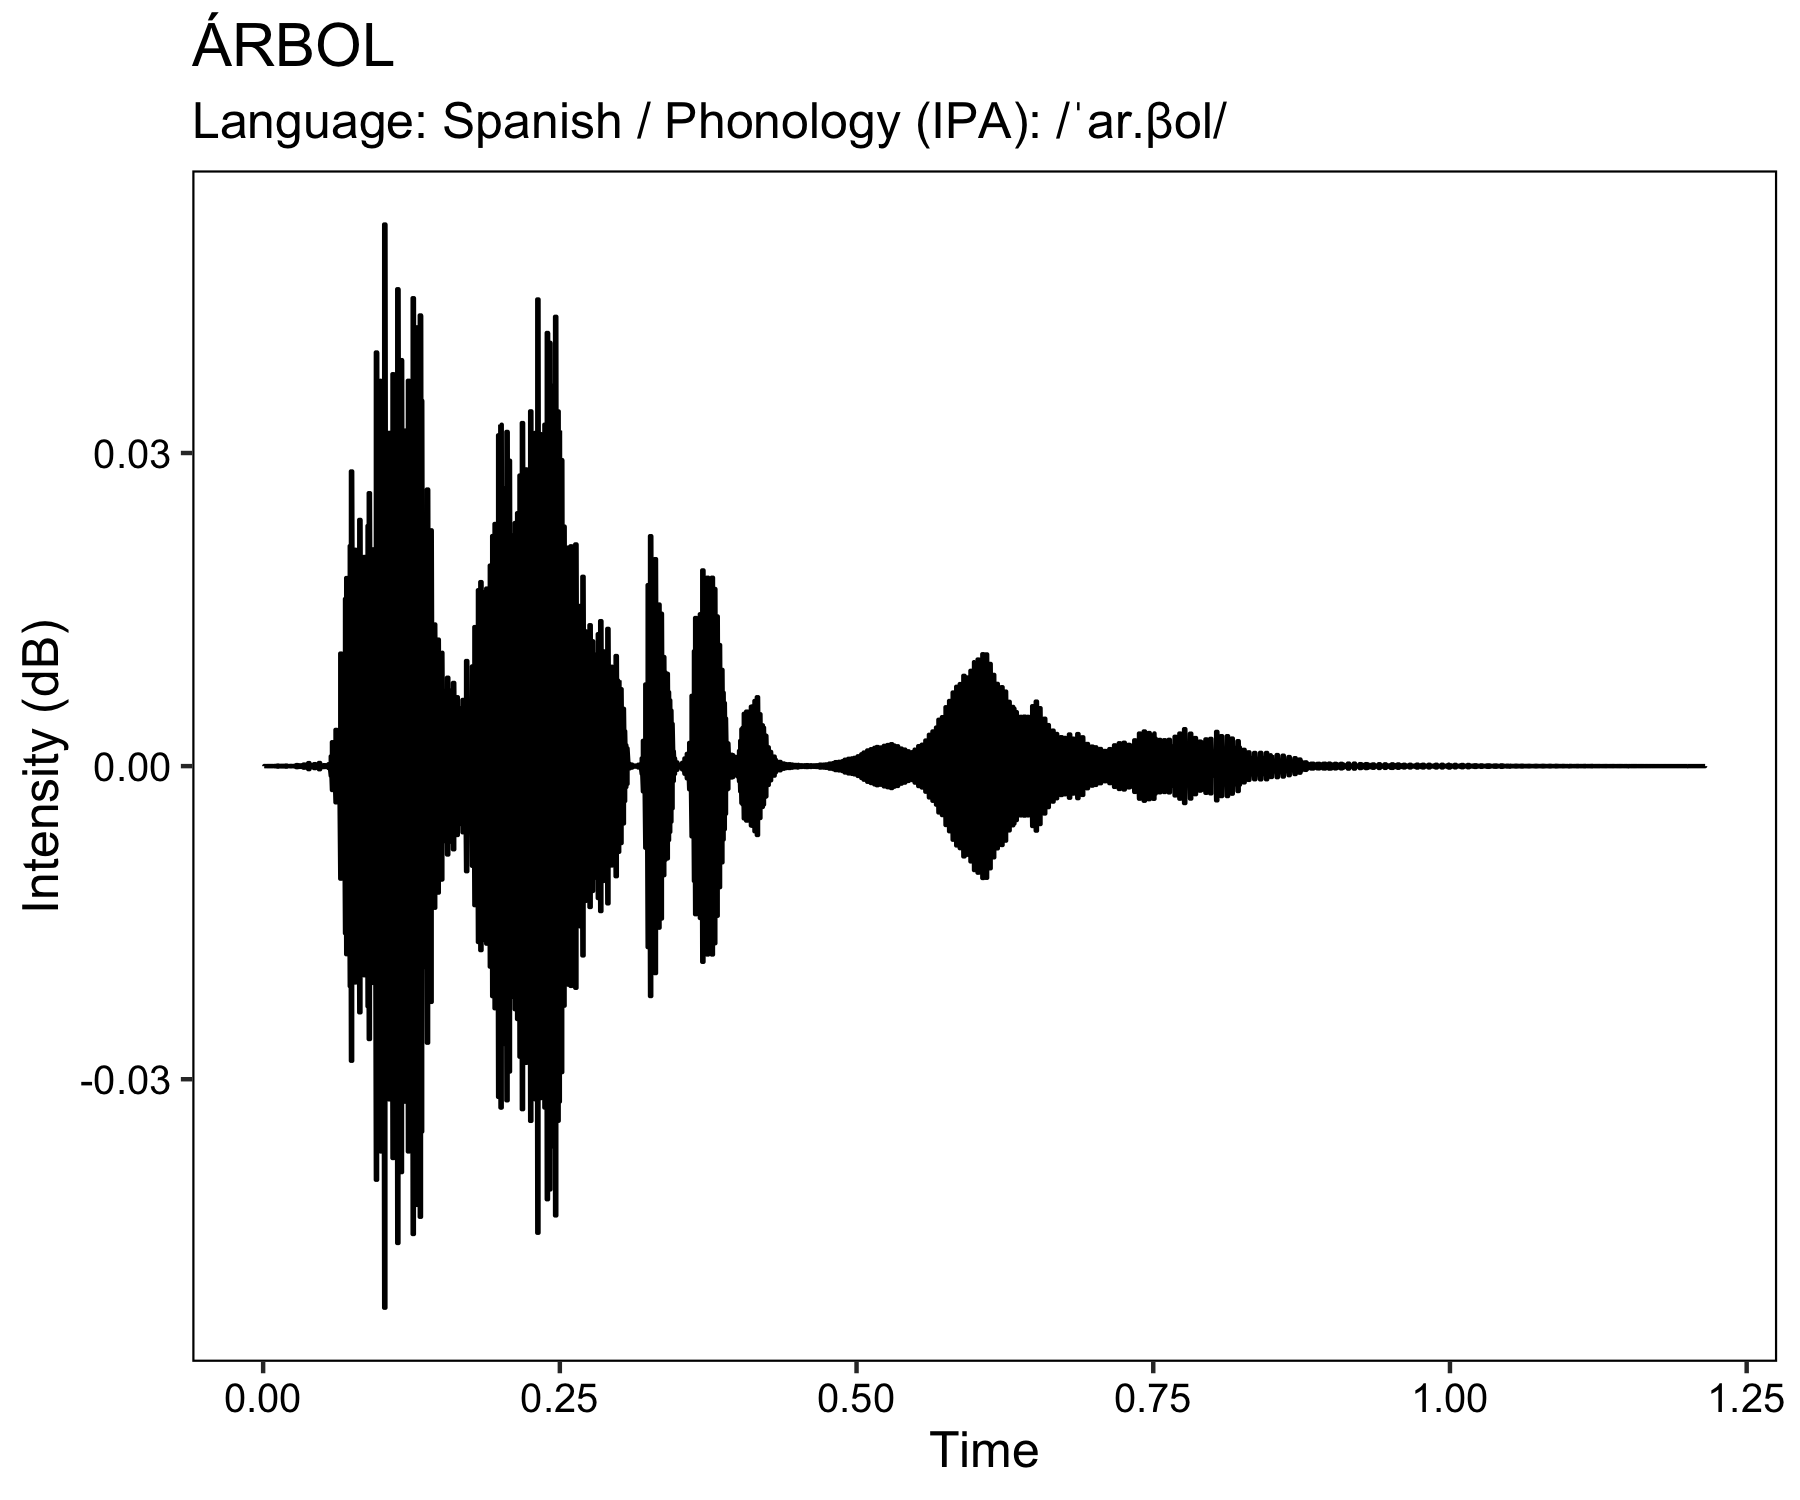 ÁRBOL
Language: Spanish / Phonology (IPA): /ˈar.βol/
Intensity (dB)
0.03
0.00
-0.03
0.00 0.25 0.50 0.75 1.00 1.25
Time